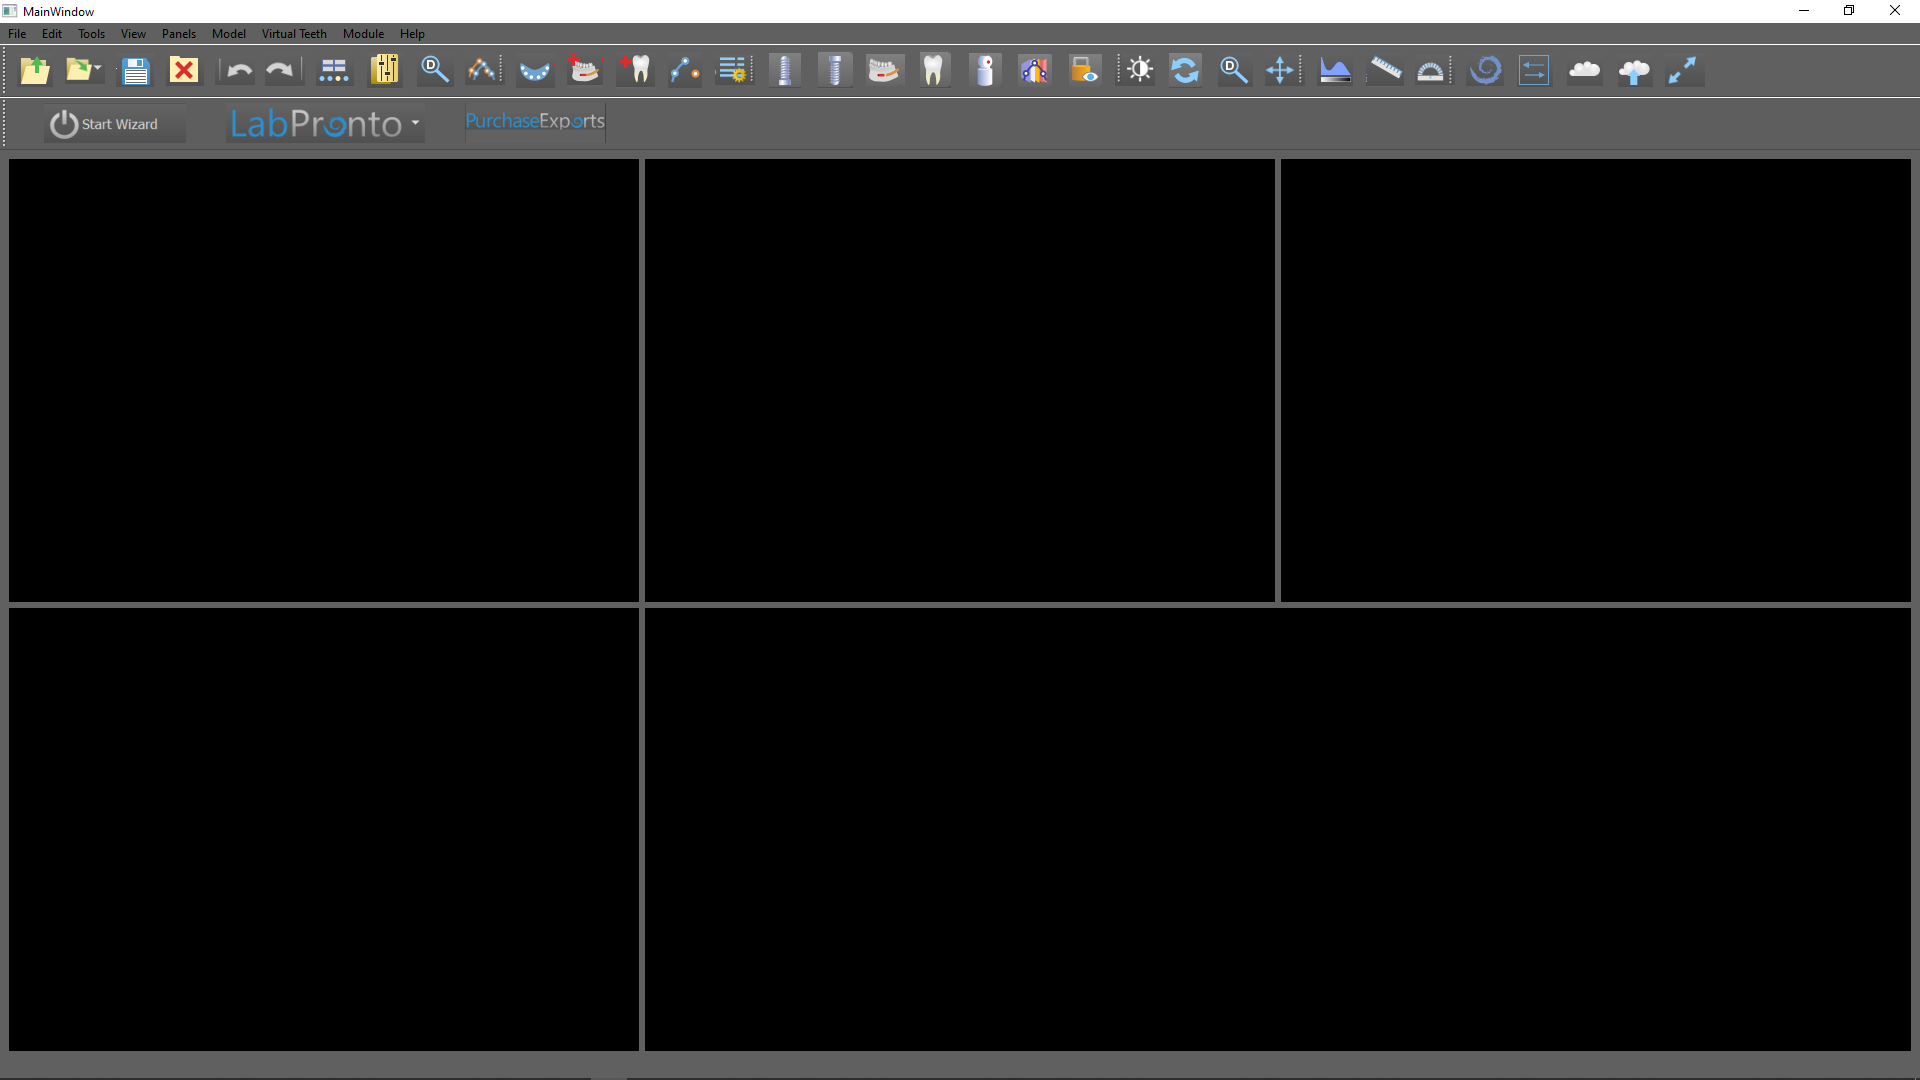 MainWindow
File Edit Tools View Panels Model Virtual Teeth Module Help
D D
Start Wizard LabPronto PurchaseExports